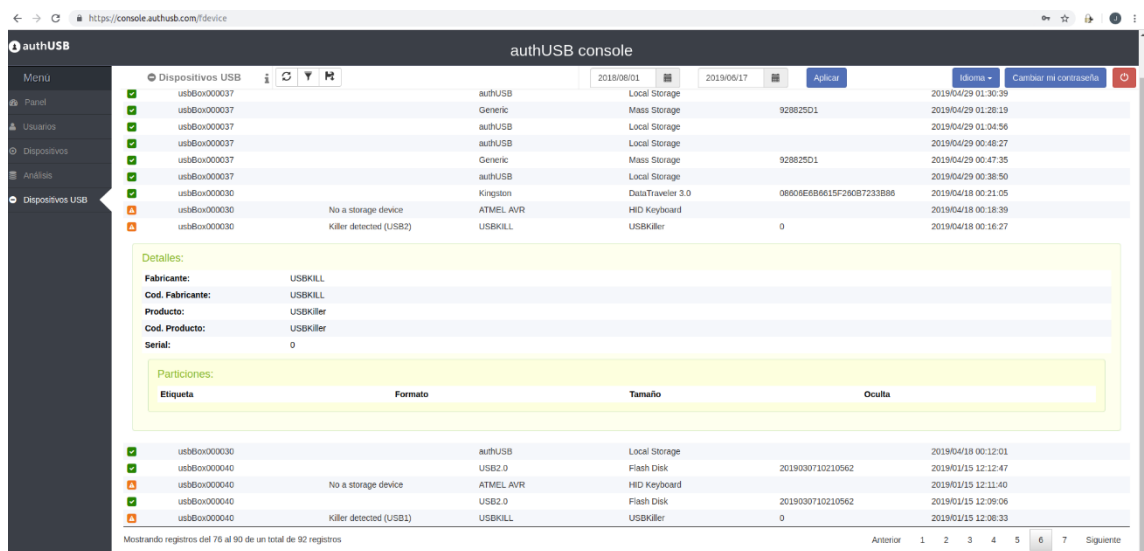 https://console.authusb.com/fdevice
authUSB
authUSB console
Menú
Dispositivos USB
2018/08/01
2019/06/17
Aplicar
Idioma
Cambiar mi contraseña
Panel
Usuarios
Dispositivos
Análisis
Dispositivos USB
usbBox000037 authUSB Local Storage 2019/04/29 01:30:39
usbBox000037 Generic Mass Storage 928825D1 2019/04/29 01:28:19
usbBox000037 authUSB Local Storage 2019/04/29 01:04:56
usbBox000037 authUSB Local Storage 2019/04/29 00:48:27
usbBox000037 Generic Mass Storage 928825D1 2019/04/29 00:47:35
usbBox000037 authUSB Local Storage 2019/04/29 00:38:50
usbBox000030 Kingston DataTraveler 3.0 08606E6B6615F260B7233B86 2019/04/18 00:21:05
usbBox000030 No a storage device ATMEL AVR HID Keyboard 2019/04/18 00:18:39
usbBox000030 Killer detected (USB2) USBKILL USBKiller 0 2019/04/18 00:16:27
Detalles:
Fabricante: USBKILL
Cod. Fabricante: USBKILL
Producto: USBKiller
Cod. Producto: USBKiller
Serial: 0
Particiones:
Etiqueta Formato Tamaño Oculta
usbBox000030 authUSB Local Storage 2019/04/18 00:12:01
usbBox000040 USB2.0 Flash Disk 2019030710210562 2019/01/15 12:12:47
usbBox000040 No a storage device ATMEL AVR HID Keyboard 2019/01/15 12:11:40
usbBox000040 USB2.0 Flash Disk 2019030710210562 2019/01/15 12:09:06
usbBox000040 Killer detected (USB1) USBKILL USBKiller 0 2019/01/15 12:08:33
Mostrando registros del 76 al 90 de un total de 92 registros
Anterior 1 2 3 4 5 6 7 Siguiente